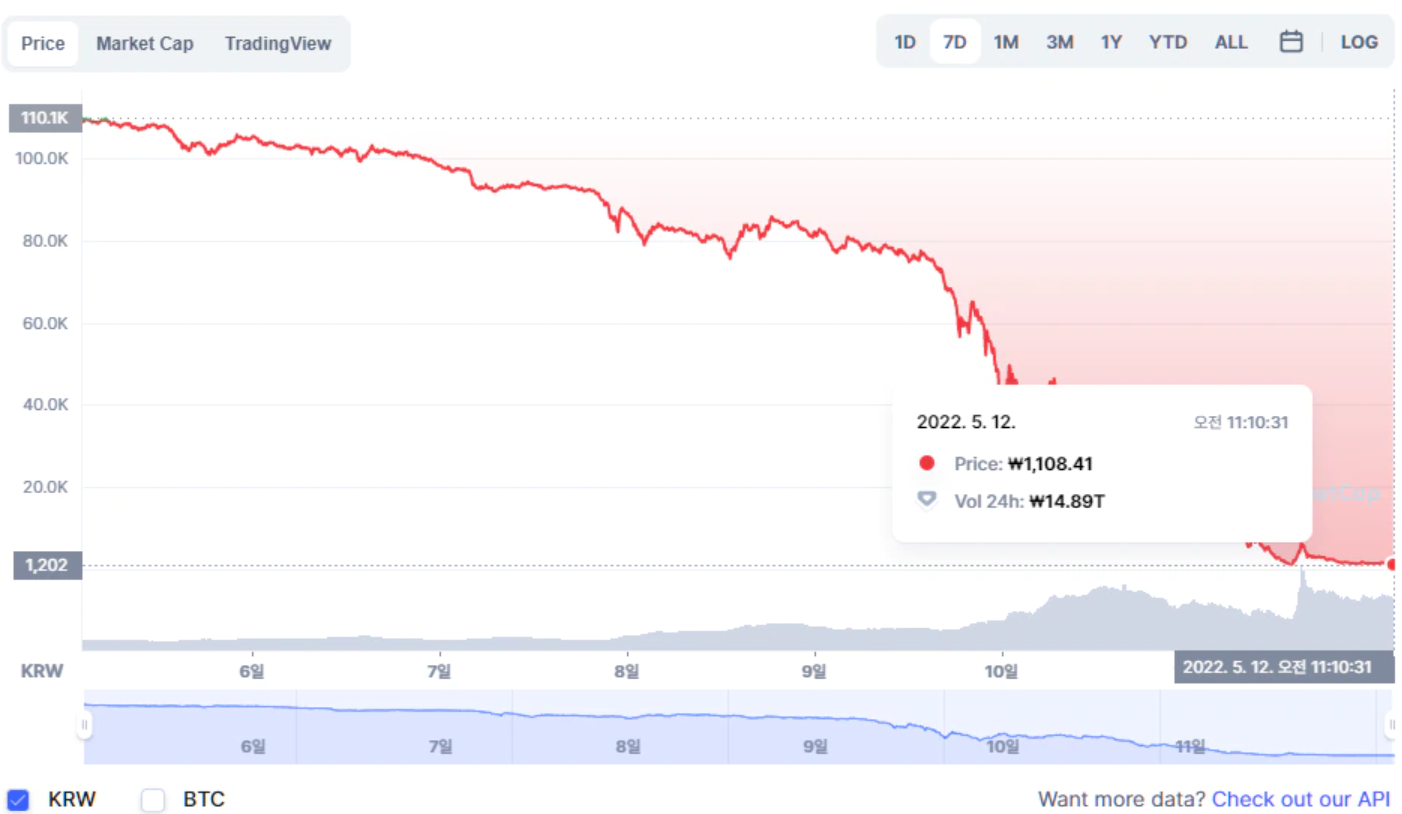 Price Market Cap TradingView 1D 7D 1M 3M 1Y YTD ALL LOG
110.1K
100.0K
80.0K
60.0K
40.0K
20.0K
1,202
2022. 5. 12. 오전 11:10:31
Price: ₩1,108.41
Vol 24h: ₩14.89T
KRW 6일 7일 8일 9일 10일 2022. 5. 12. 오전 11:10:31
6일 7일 8일 9일 10일 11일
KRW BTC Want more data? Check out our API